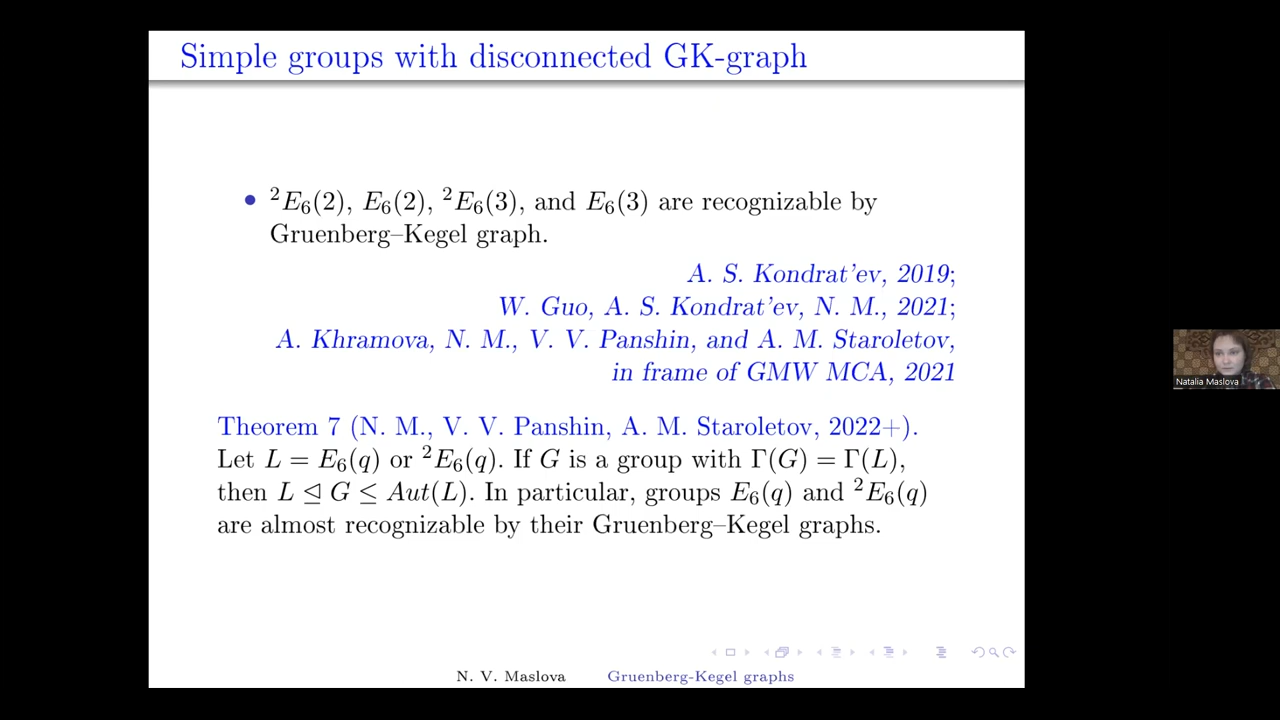 Simple groups with disconnected GK-graph
• ²E₆(2), E₆(2), ²E₆(3), and E₆(3) are recognizable by
Gruenberg–Kegel graph.
A. S. Kondrat'ev, 2019;
W. Guo, A. S. Kondrat'ev, N. M., 2021;
A. Khramova, N. M., V. V. Panshin, and A. M. Staroletov,
in frame of GMW MCA, 2021
Theorem 7 (N. M., V. V. Panshin, A. M. Staroletov, 2022+).
Let L = E₆(q) or ²E₆(q). If G is a group with Γ(G) = Γ(L),
then L ⊴ G ≤ Aut(L). In particular, groups E₆(q) and ²E₆(q)
are almost recognizable by their Gruenberg–Kegel graphs.
N. V. Maslova Gruenberg-Kegel graphs
Natalia Maslova